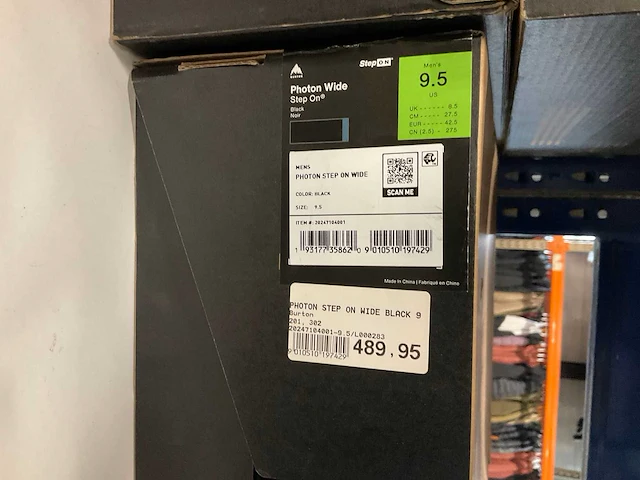 BURTON
Step ON
Photon Wide
Step On®
Black
Noir
Men's
9.5
US
UK ------ 8.5
CM ----- 27.5
EUR ----- 42.5
CN (2.5) - 275
MENS
PHOTON STEP ON WIDE
COLOR: BLACK
SIZE: 9.5
SCAN ME
ITEM #: 20247104001
1 93177 35862 0
9 010510 197429
Made in China | Fabriqué en Chine
PHOTON STEP ON WIDE BLACK 9
Burton
201, 302
20247104001-9.5/L000283
9 010510 197429
489,95